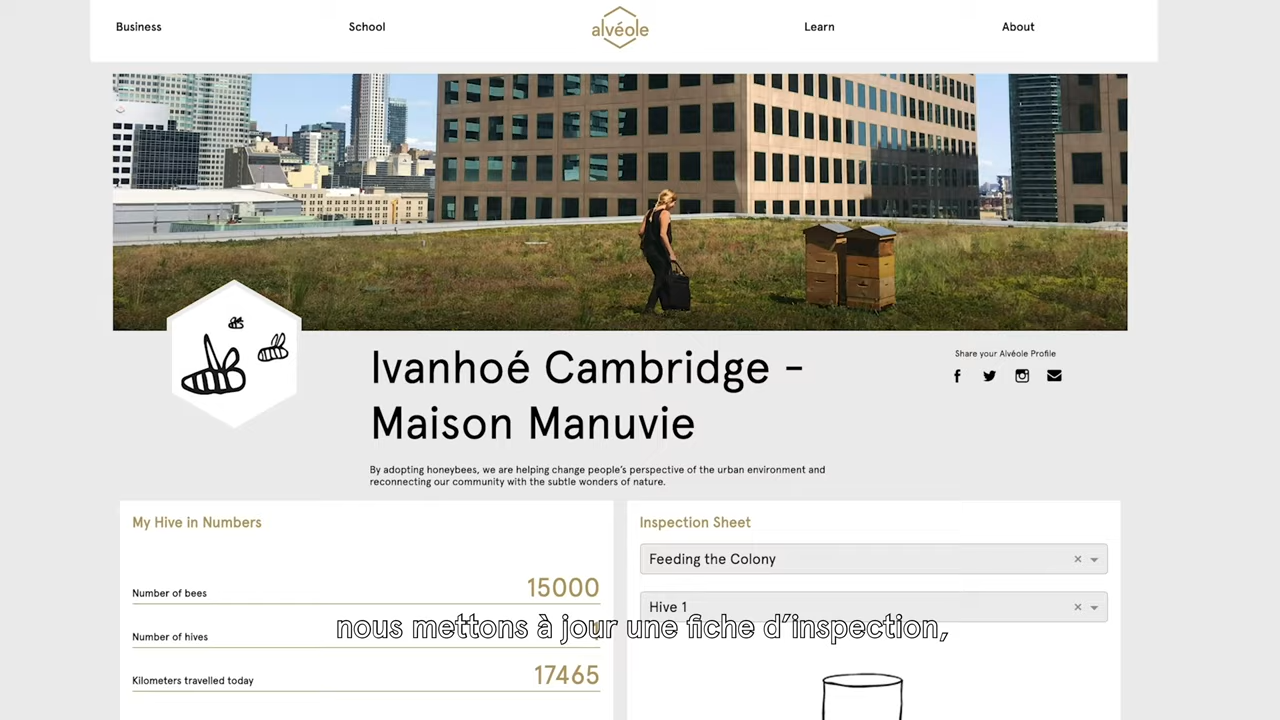 Business
School
alvéole
Learn
About
Ivanhoé Cambridge –
Maison Manuvie
Share your Alvéole Profile
By adopting honeybees, we are helping change people's perspective of the urban environment and
reconnecting our community with the subtle wonders of nature.
My Hive in Numbers
Number of bees
15000
Number of hives
Kilometers travelled today
17465
Inspection Sheet
Feeding the Colony
Hive 1
nous mettons à jour une fiche d'inspection,